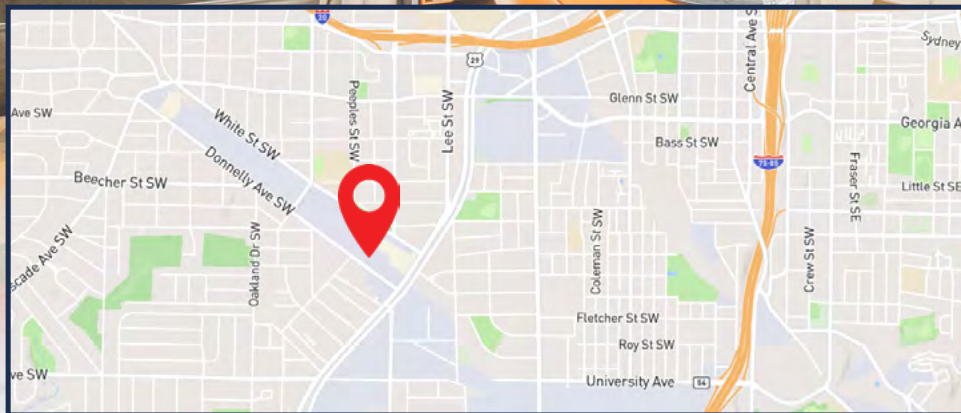 20
Sydney
29
Central Ave S
Glenn St SW
Peeples St SW
Lee St SW
Ave SW
White St SW
Georgia A
Bass St SW
75-85
Fraser St SE
Donnelly Ave SW
Beecher St SW
Little St SE
Coleman St SW
Crew St SW
scade Ave SW
Oakland Dr SW
Fletcher St SW
Roy St SW
ve SW
University Ave
54